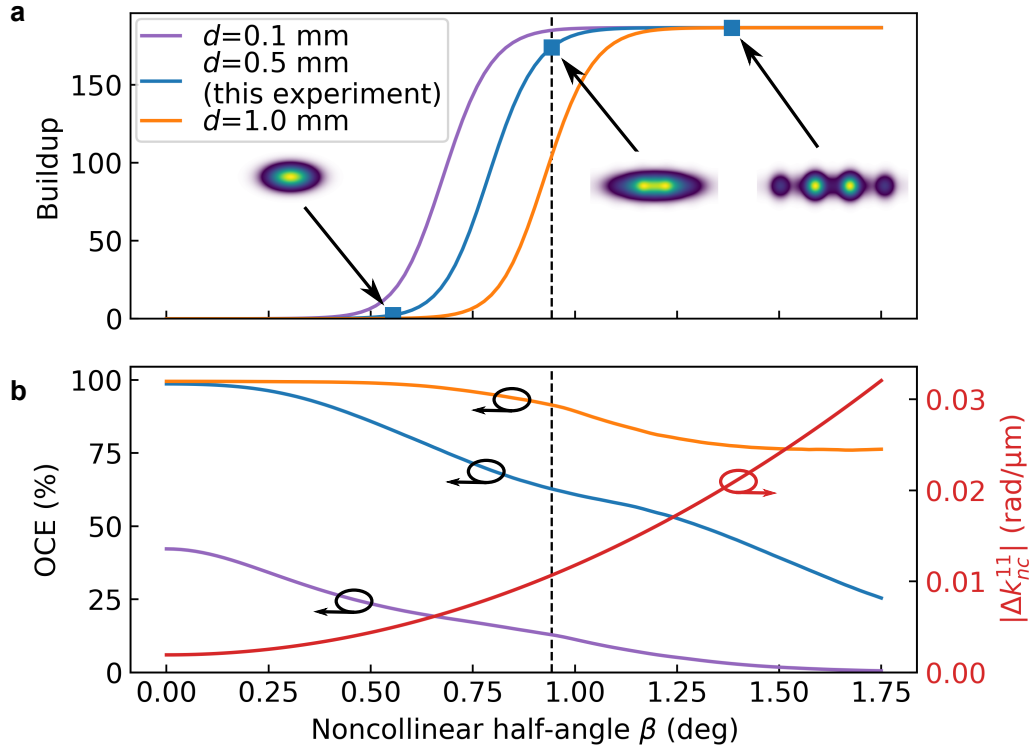 a
d=0.1 mm
d=0.5 mm
(this experiment)
d=1.0 mm
Buildup
150
100
50
0
b
OCE (%)
100
75
50
25
0
0.03
0.02
0.01
0.00
|Δk_{nc}^{11}| (rad/μm)
0.00 0.25 0.50 0.75 1.00 1.25 1.50 1.75
Noncollinear half-angle β (deg)